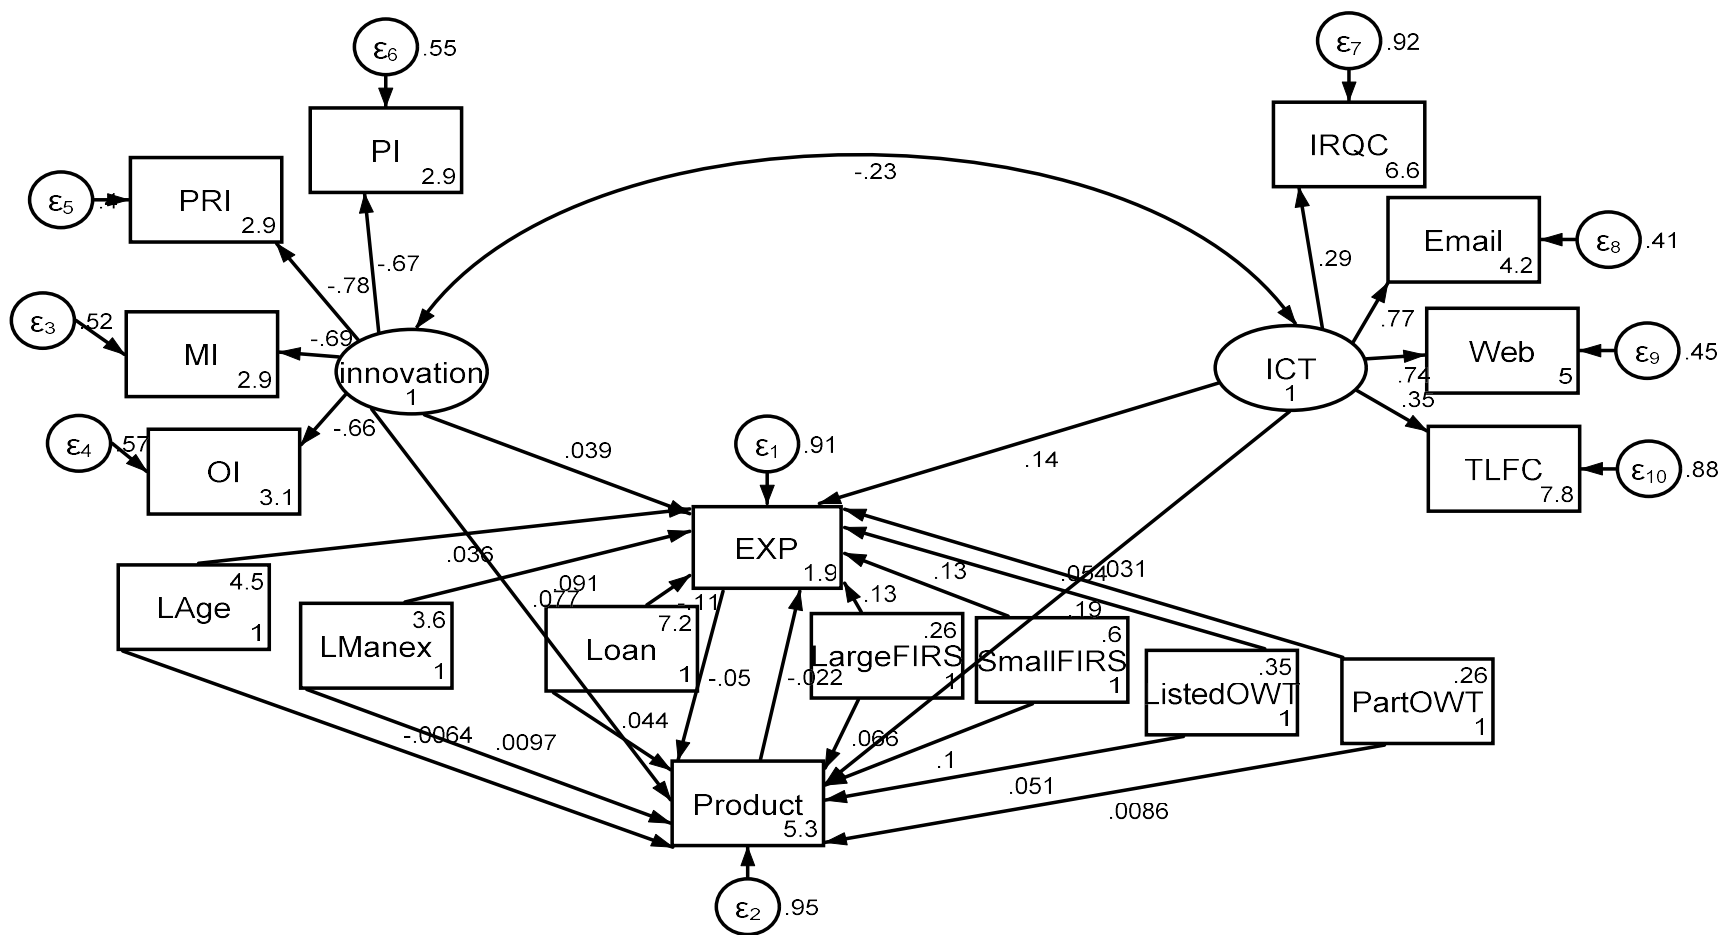 ε6 .55
PI
2.9
ε7 .92
IRQC
6.6
ε5
PRI
2.9
-.23
Email
4.2
ε8 .41
-.67
-.78
.29
ε3 .52
MI
2.9
-.69
innovation
1
ICT
1
.77
.74
.35
Web
5
ε9 .45
ε4 .57
OI
3.1
-.66
.039
ε1 .91
.14
TLFC
7.8
ε10 .88
EXP
1.9
.036
.091
.077
-.11
.13
.13
.054
.031
.19
4.5
LAge
1
3.6
LManex
1
7.2
Loan
1
.26
LargeFIRS
1
.6
SmallFIRS
1
.35
ListedOWT
1
.26
PartOWT
1
-.05
-.022
-.0064
.0097
.044
.066
.1
.051
.0086
Product
5.3
ε2 .95